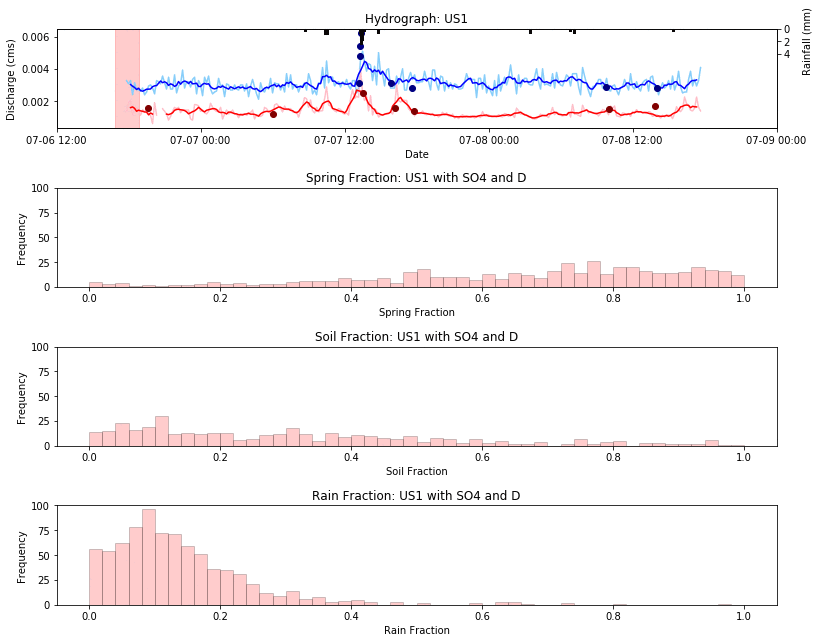 Hydrograph: US1
0.006
0.004
0.002
Discharge (cms)
0
2
4
Rainfall (mm)
07-06 12:00 07-07 00:00 07-07 12:00 07-08 00:00 07-08 12:00 07-09 00:00
Date
Spring Fraction: US1 with SO4 and D
100
75
50
25
0
Frequency
0.0 0.2 0.4 0.6 0.8 1.0
Spring Fraction
Soil Fraction: US1 with SO4 and D
100
75
50
25
0
Frequency
0.0 0.2 0.4 0.6 0.8 1.0
Soil Fraction
Rain Fraction: US1 with SO4 and D
100
75
50
25
0
Frequency
0.0 0.2 0.4 0.6 0.8 1.0
Rain Fraction